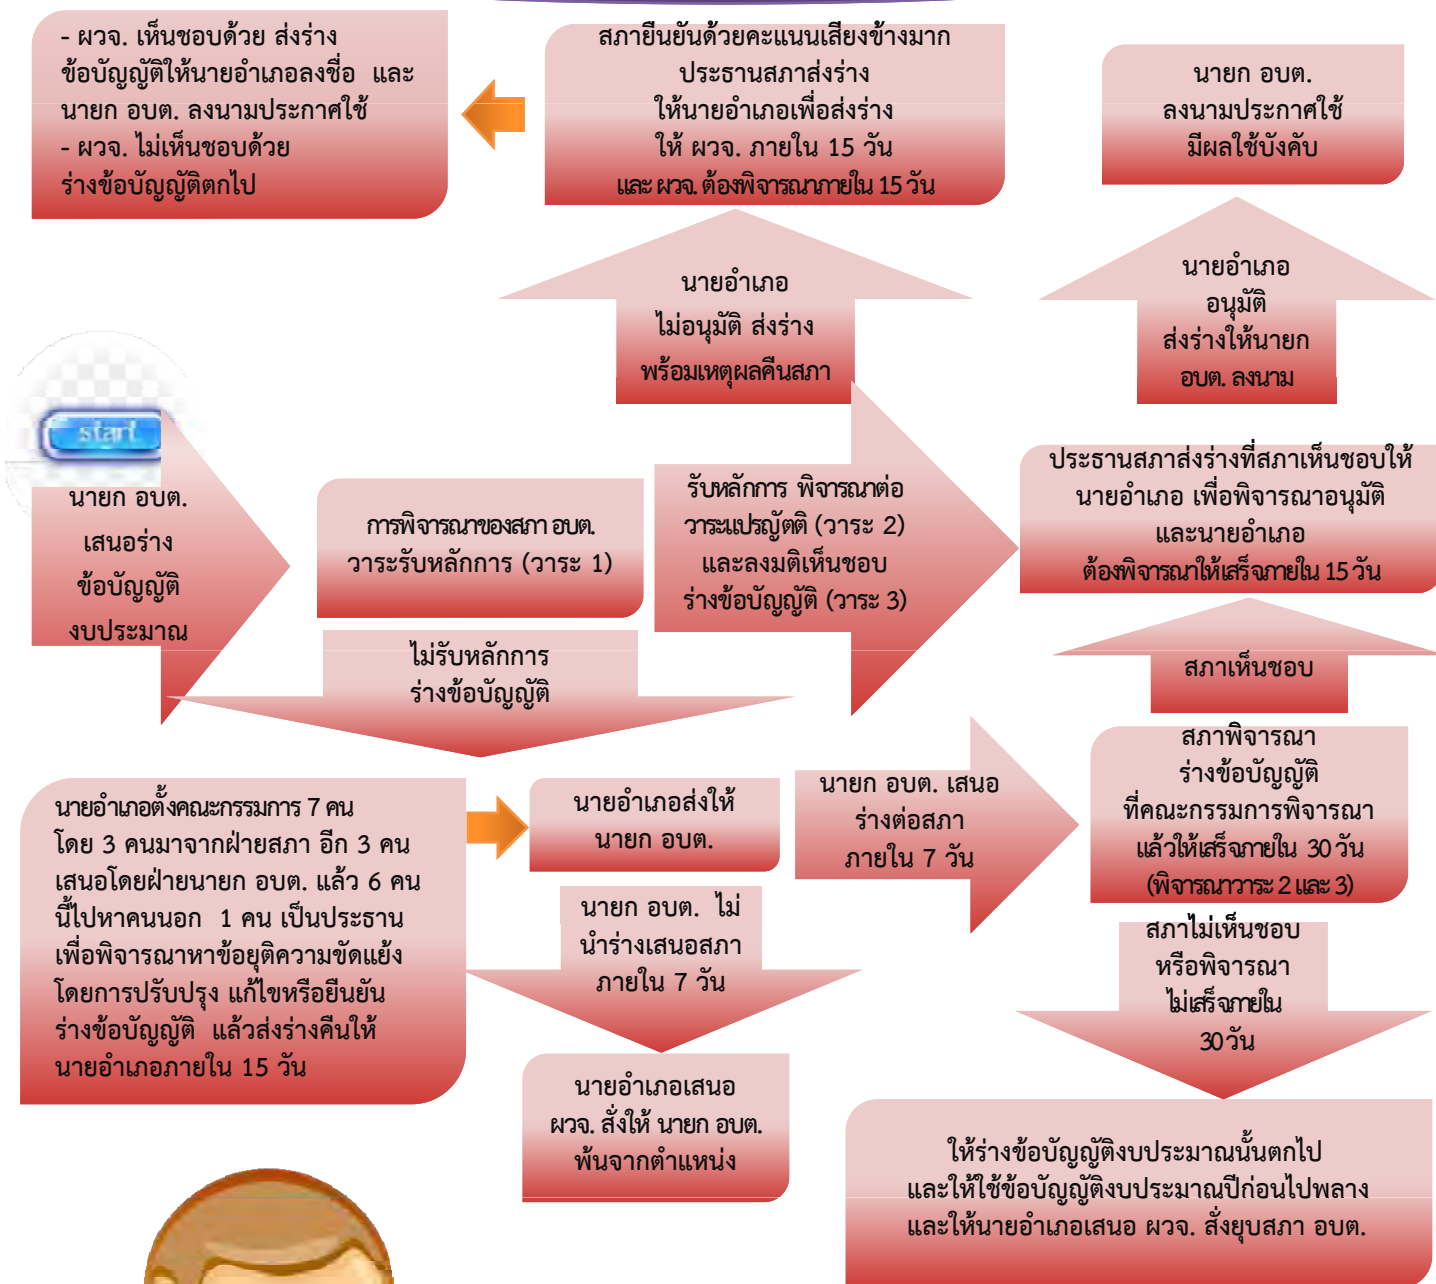 - ผวจ. เห็นชอบด้วย ส่งร่าง
ข้อบัญญัติให้นายอำเภอลงชื่อ และ
นายก อบต. ลงนามประกาศใช้
- ผวจ. ไม่เห็นชอบด้วย
ร่างข้อบัญญัติตกไป
สภายืนยันด้วยคะแนนเสียงข้างมาก
ประธานสภาส่งร่าง
ให้นายอำเภอเพื่อส่งร่าง
ให้ ผวจ. ภายใน 15 วัน
และ ผวจ. ต้องพิจารณาภายใน 15 วัน
นายก อบต.
ลงนามประกาศใช้
มีผลใช้บังคับ
นายอำเภอ
ไม่อนุมัติ ส่งร่าง
พร้อมเหตุผลคืนสภา
นายอำเภอ
อนุมัติ
ส่งร่างให้นายก
อบต. ลงนาม
start
นายก อบต.
เสนอร่าง
ข้อบัญญัติ
งบประมาณ
การพิจารณาของสภา อบต.
วาระรับหลักการ (วาระ 1)
รับหลักการ พิจารณาต่อ
วาระแปรญัตติ (วาระ 2)
และลงมติเห็นชอบ
ร่างข้อบัญญัติ (วาระ 3)
ประธานสภาส่งร่างที่สภาเห็นชอบให้
นายอำเภอ เพื่อพิจารณาอนุมัติ
และนายอำเภอ
ต้องพิจารณาให้เสร็จภายใน 15 วัน
ไม่รับหลักการ
ร่างข้อบัญญัติ
สภาเห็นชอบ
นายอำเภอตั้งคณะกรรมการ 7 คน
โดย 3 คนมาจากฝ่ายสภา อีก 3 คน
เสนอโดยฝ่ายนายก อบต. แล้ว 6 คน
นี้ไปหาคนนอก 1 คน เป็นประธาน
เพื่อพิจารณาหาข้อยุติความขัดแย้ง
โดยการปรับปรุง แก้ไขหรือยืนยัน
ร่างข้อบัญญัติ แล้วส่งร่างคืนให้
นายอำเภอภายใน 15 วัน
นายอำเภอส่งให้
นายก อบต.
นายก อบต. เสนอ
ร่างต่อสภา
ภายใน 7 วัน
สภาพิจารณา
ร่างข้อบัญญัติ
ที่คณะกรรมการพิจารณา
แล้วให้เสร็จภายใน 30 วัน
(พิจารณาวาระ 2 และ 3)
นายก อบต. ไม่
นำร่างเสนอสภา
ภายใน 7 วัน
สภาไม่เห็นชอบ
หรือพิจารณา
ไม่เสร็จภายใน
30 วัน
นายอำเภอเสนอ
ผวจ. สั่งให้ นายก อบต.
พ้นจากตำแหน่ง
ให้ร่างข้อบัญญัติงบประมาณนั้นตกไป
และให้ใช้ข้อบัญญัติงบประมาณปีก่อนไปพลาง
และให้นายอำเภอเสนอ ผวจ. สั่งยุบสภา อบต.